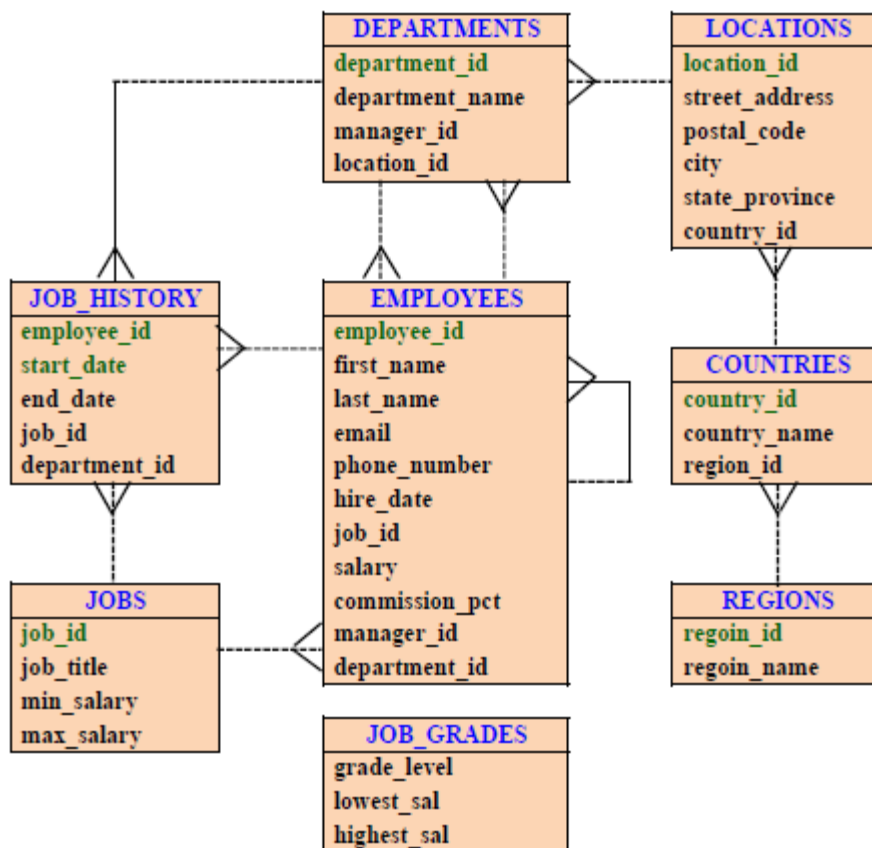 DEPARTMENTS
department_id
department_name
manager_id
location_id
LOCATIONS
location_id
street_address
postal_code
city
state_province
country_id
JOB_HISTORY
employee_id
start_date
end_date
job_id
department_id
EMPLOYEES
employee_id
first_name
last_name
email
phone_number
hire_date
job_id
salary
commission_pct
manager_id
department_id
COUNTRIES
country_id
country_name
region_id
JOBS
job_id
job_title
min_salary
max_salary
REGIONS
regoin_id
regoin_name
JOB_GRADES
grade_level
lowest_sal
highest_sal